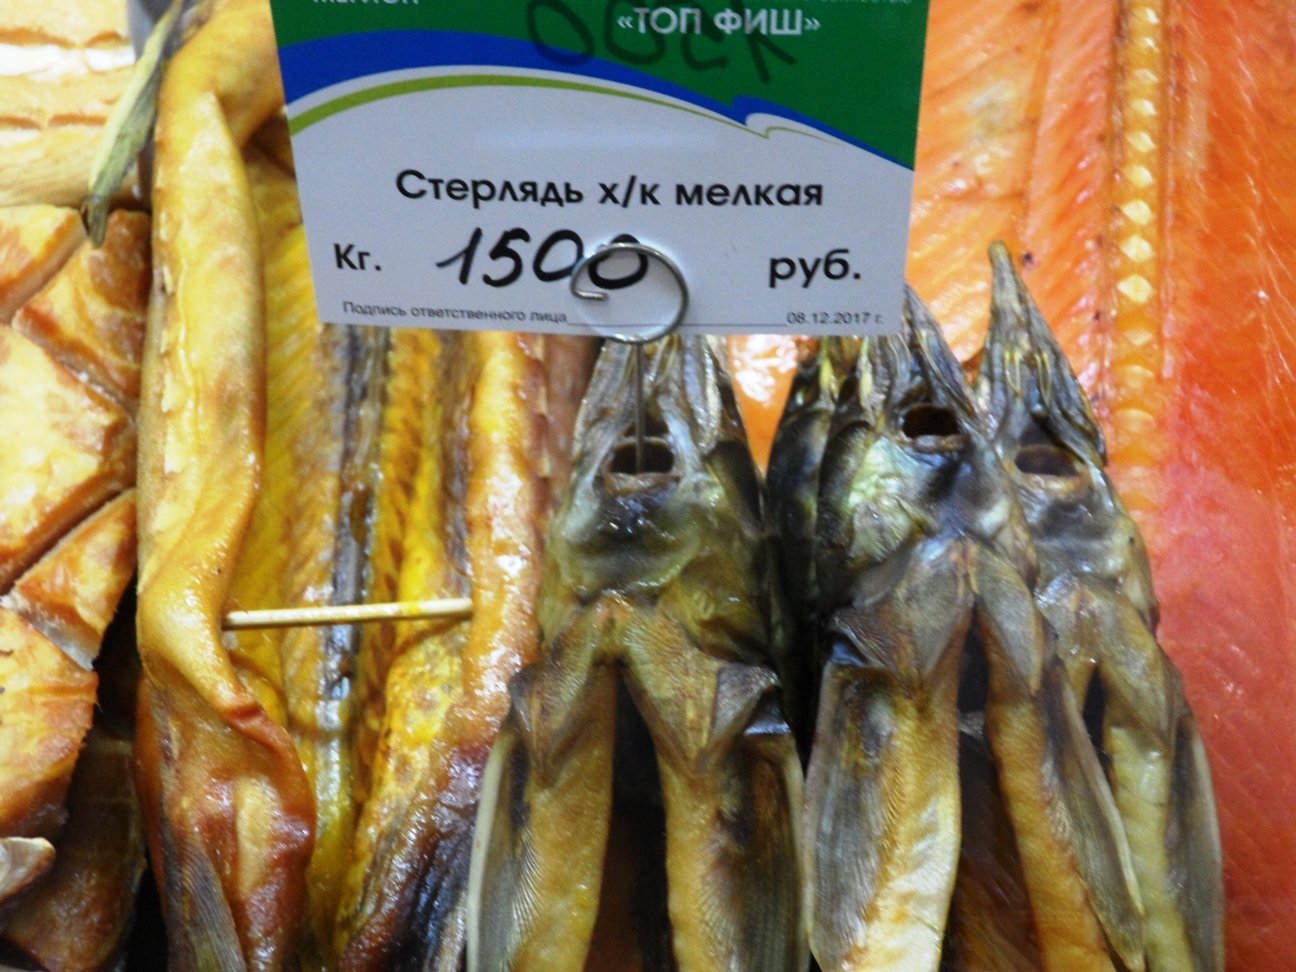 «ТОП ФИШ»
Стерлядь х/к мелкая
Кг. 1500 руб.
Подпись ответственного лица 08.12.2017 г.